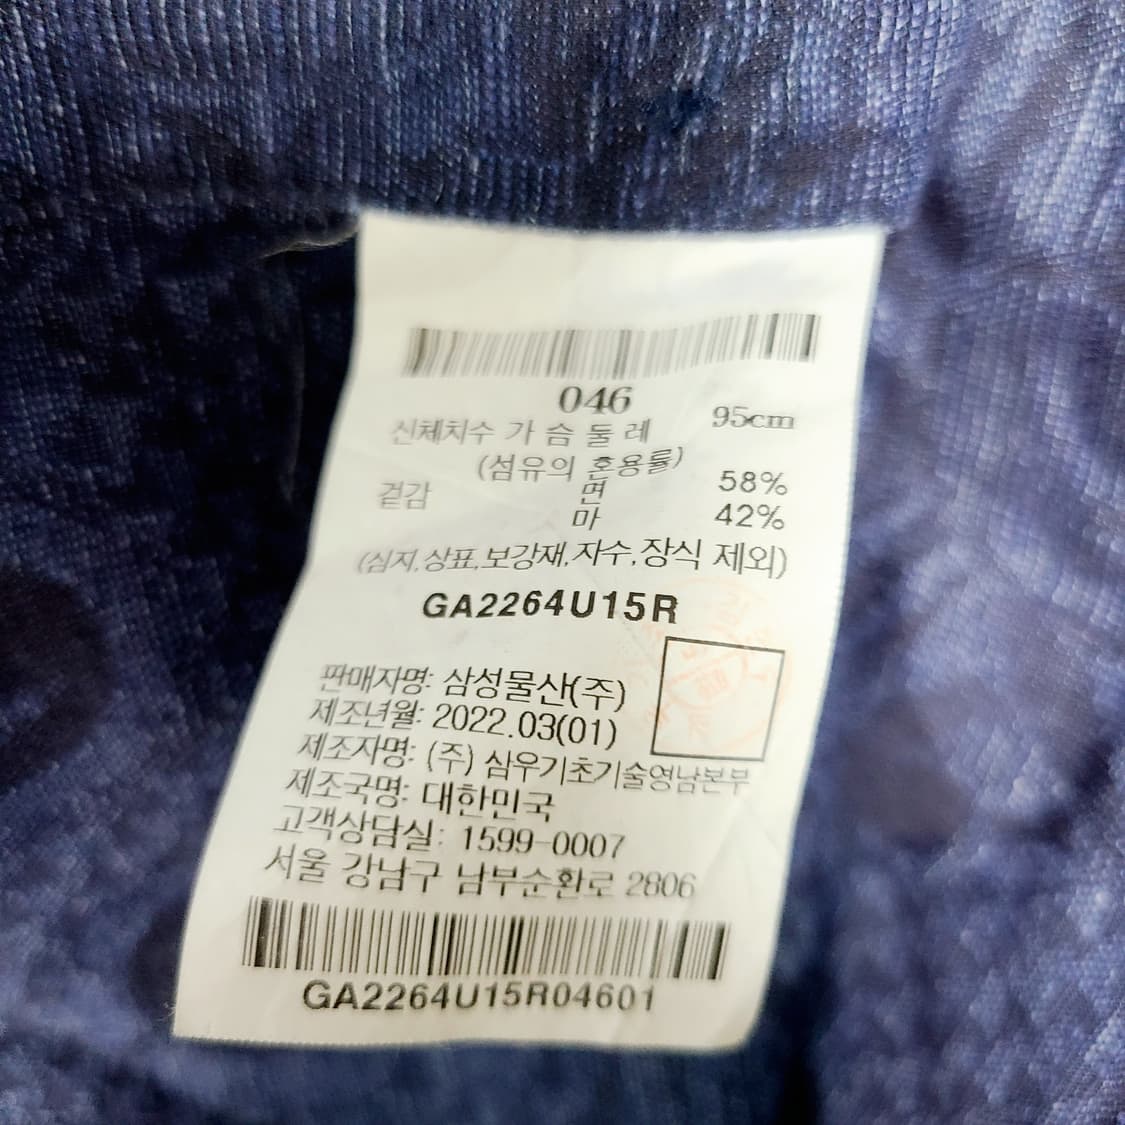 046
신체치수 가 슴 둘 레 95cm
(섬유의 혼용률)
겉감 면 58%
마 42%
(심지,상표,보강재,자수,장식 제외)
GA2264U15R
판매자명: 삼성물산(주)
제조년월: 2022.03(01)
제조자명: (주) 삼우기초기술영남본부
제조국명: 대한민국
고객상담실: 1599-0007
서울 강남구 남부순환로 2806
GA2264U15R04601